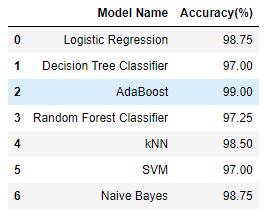 Model Name Accuracy(%)
0 Logistic Regression 98.75
1 Decision Tree Classifier 97.00
2 AdaBoost 99.00
3 Random Forest Classifier 97.25
4 kNN 98.50
5 SVM 97.00
6 Naive Bayes 98.75